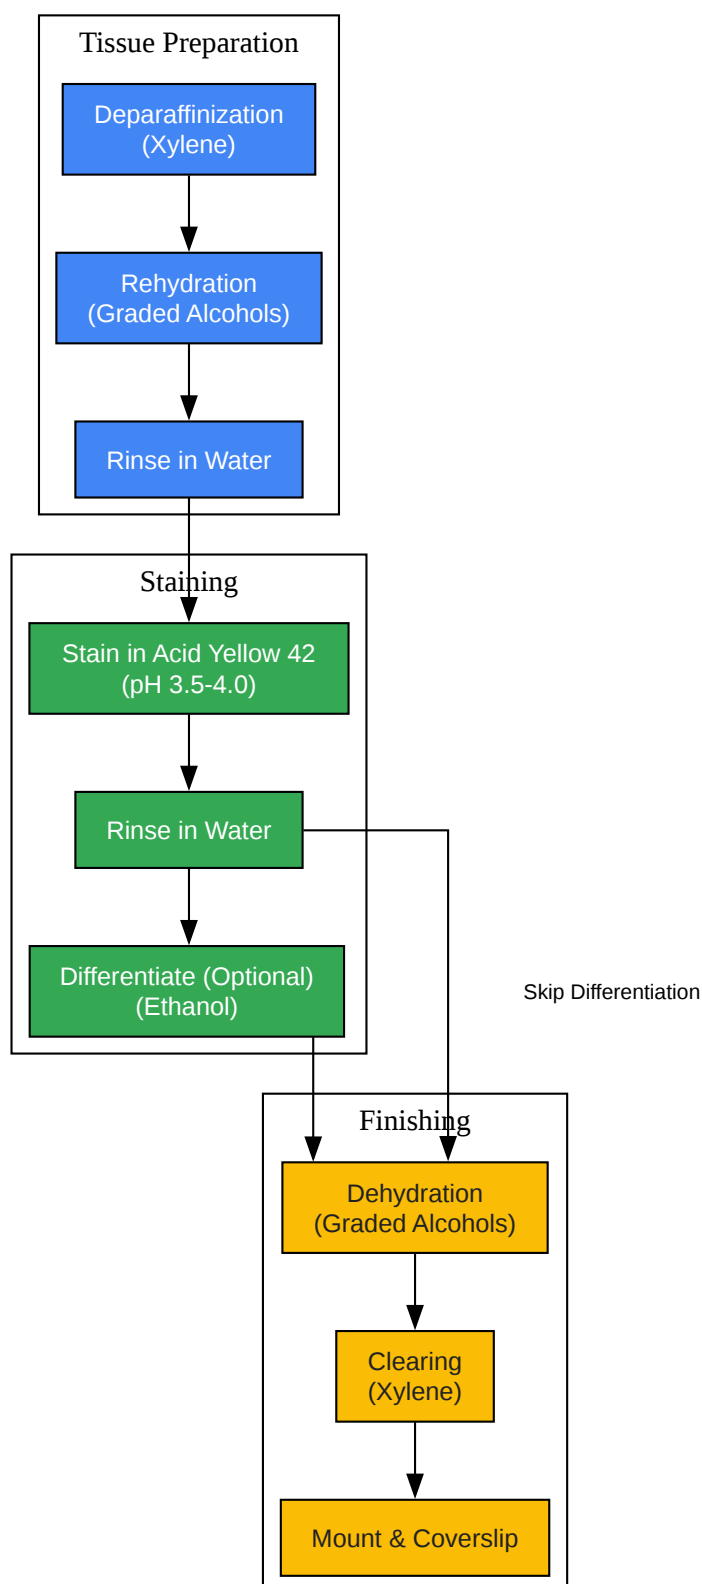 Tissue Preparation
Deparaffinization
(Xylene)
Rehydration
(Graded Alcohols)
Rinse in Water
Staining
Stain in Acid Yellow 42
(pH 3.5-4.0)
Rinse in Water
Differentiate (Optional)
(Ethanol)
Skip Differentiation
Finishing
Dehydration
(Graded Alcohols)
Clearing
(Xylene)
Mount & Coverslip